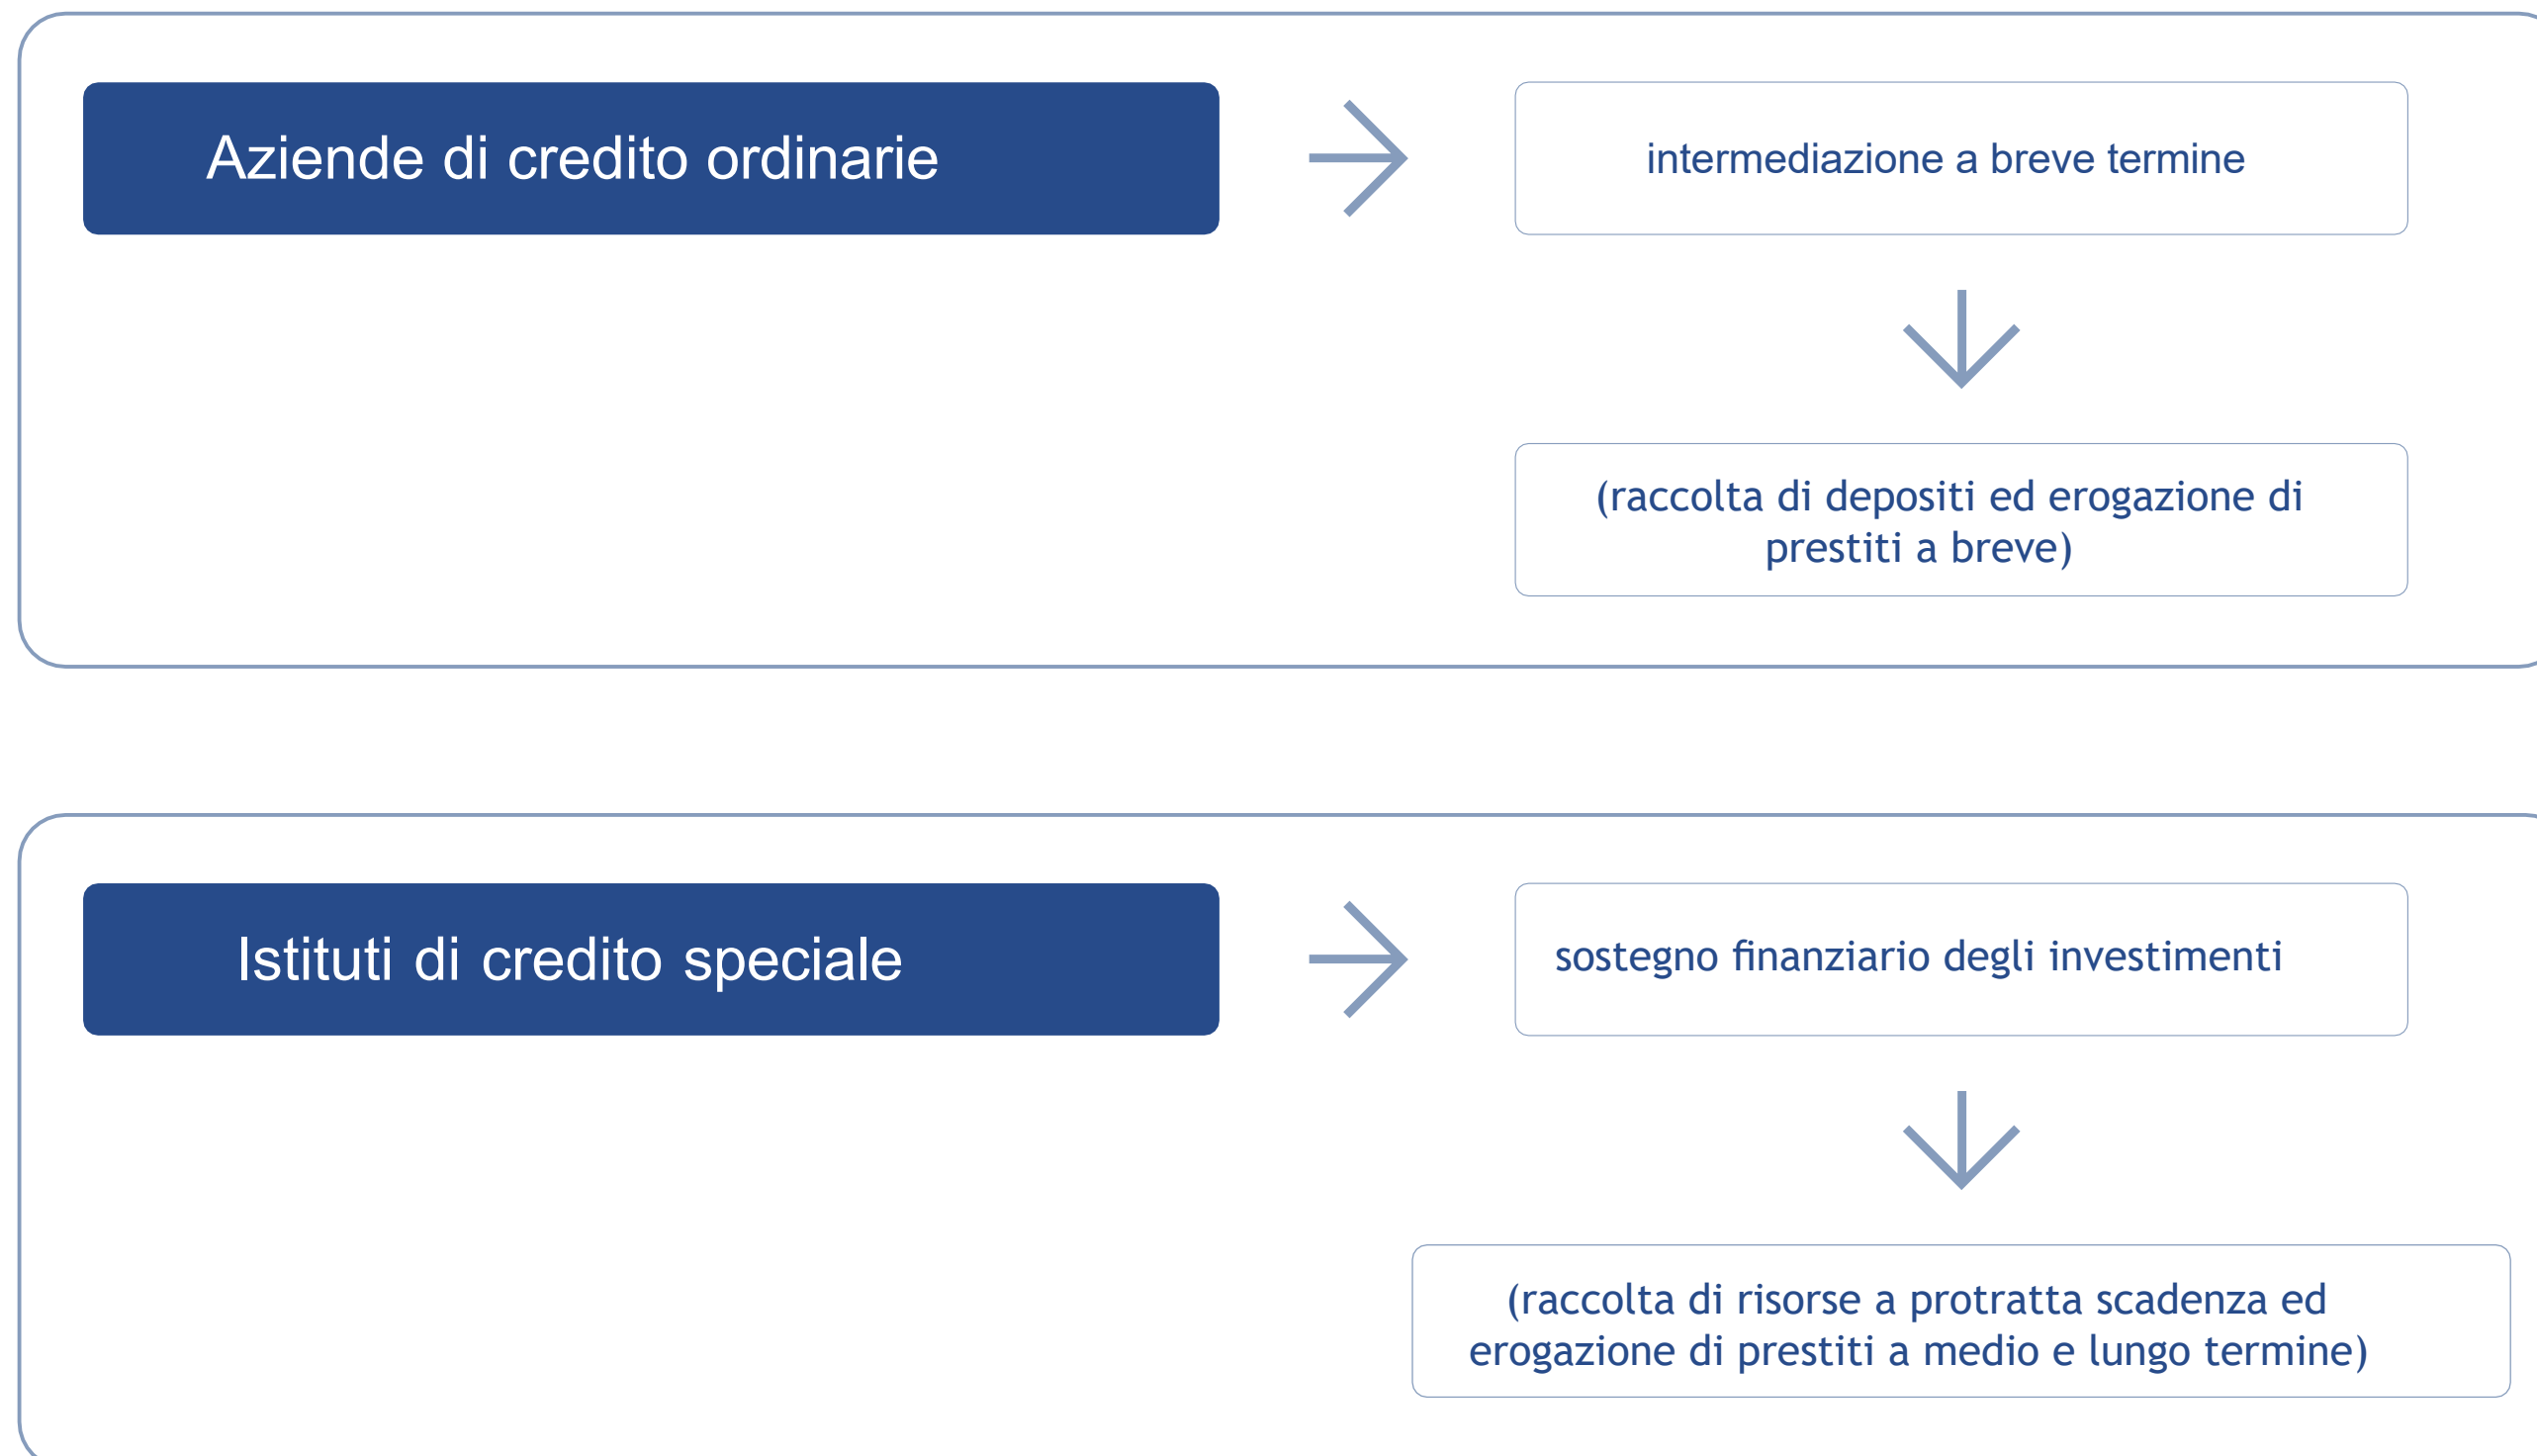 Aziende di credito ordinarie
intermediazione a breve termine
(raccolta di depositi ed erogazione di
prestiti a breve)
Istituti di credito speciale
sostegno finanziario degli investimenti
(raccolta di risorse a protratta scadenza ed
erogazione di prestiti a medio e lungo termine)